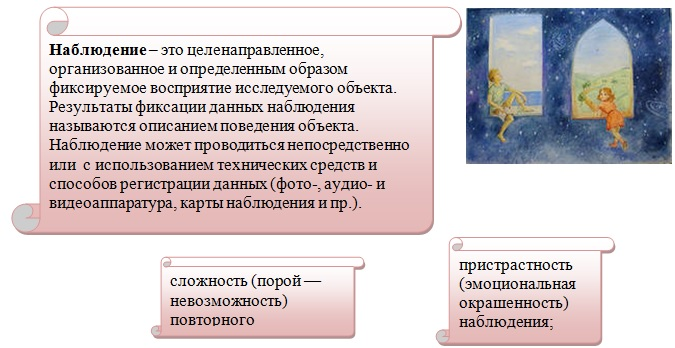 Наблюдение – это целенаправленное,
организованное и определенным образом
фиксируемое восприятие исследуемого объекта.
Результаты фиксации данных наблюдения
называются описанием поведения объекта.
Наблюдение может проводиться непосредственно
или с использованием технических средств и
способов регистрации данных (фото-, аудио- и
видеоаппаратура, карты наблюдения и пр.).
сложность (порой —
невозможность)
повторного
пристрастность
(эмоциональная
окрашенность)
наблюдения;